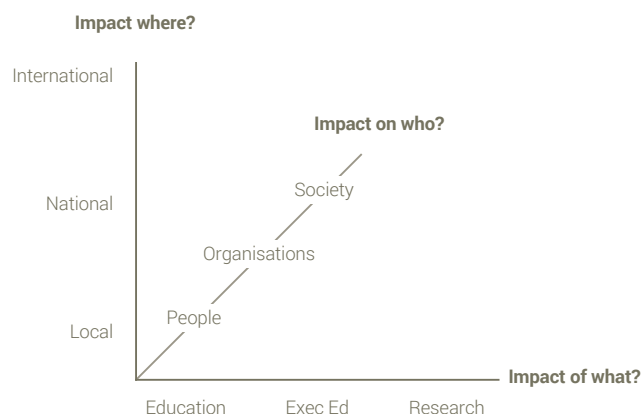 Impact where?
International
Impact on who?
Society
National
Organisations
People
Local
Impact of what?
Education
Exec Ed
Research